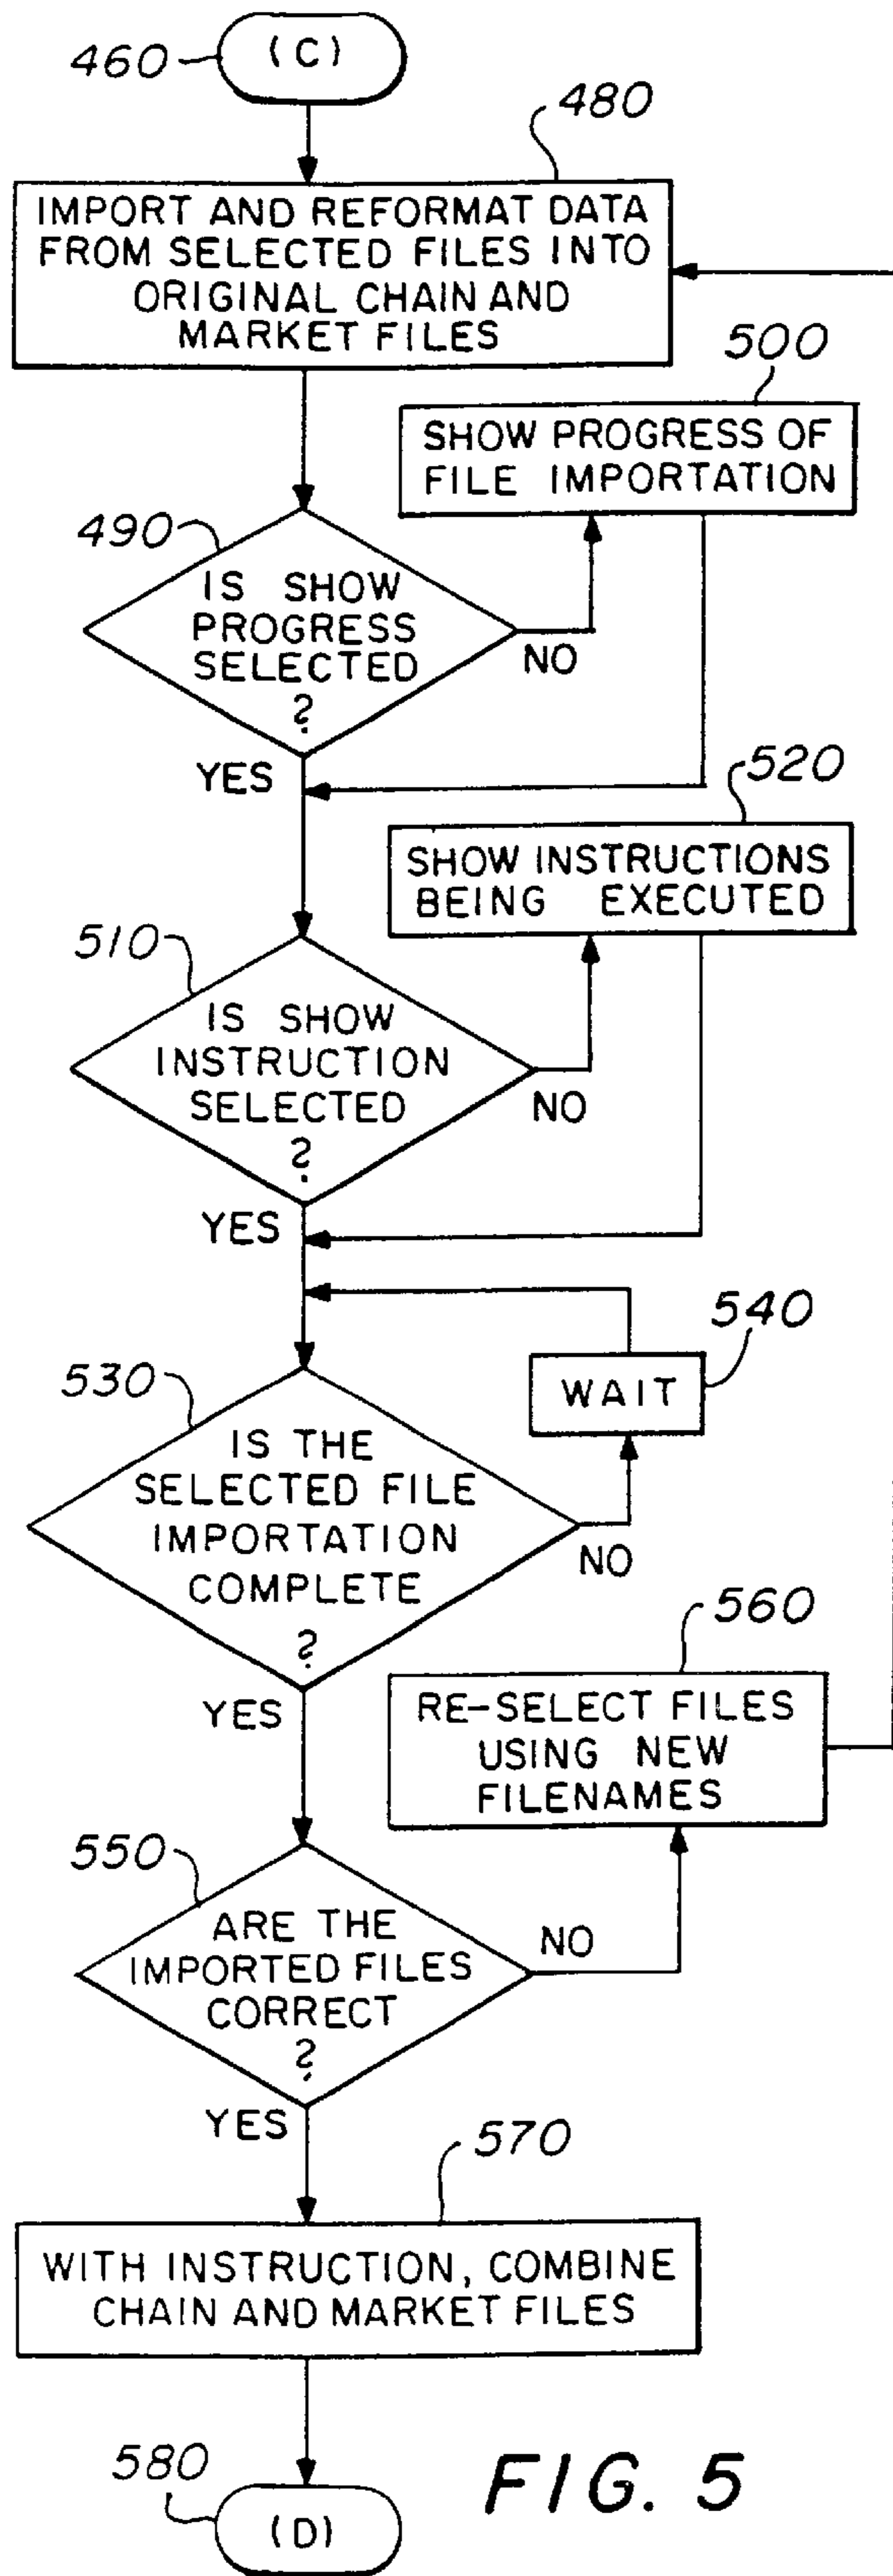 460
(C)
480
IMPORT AND REFORMAT DATA
FROM SELECTED FILES INTO
ORIGINAL CHAIN AND
MARKET FILES
500
SHOW PROGRESS OF
FILE IMPORTATION
490
IS SHOW
PROGRESS
SELECTED
?
NO
YES
520
SHOW INSTRUCTIONS
BEING EXECUTED
510
IS SHOW
INSTRUCTION
SELECTED
?
NO
YES
540
WAIT
530
IS THE
SELECTED FILE
IMPORTATION
COMPLETE
?
NO
YES
560
RE-SELECT FILES
USING NEW
FILENAMES
550
ARE THE
IMPORTED FILES
CORRECT
?
NO
YES
570
WITH INSTRUCTION, COMBINE
CHAIN AND MARKET FILES
580
(D)
FIG. 5